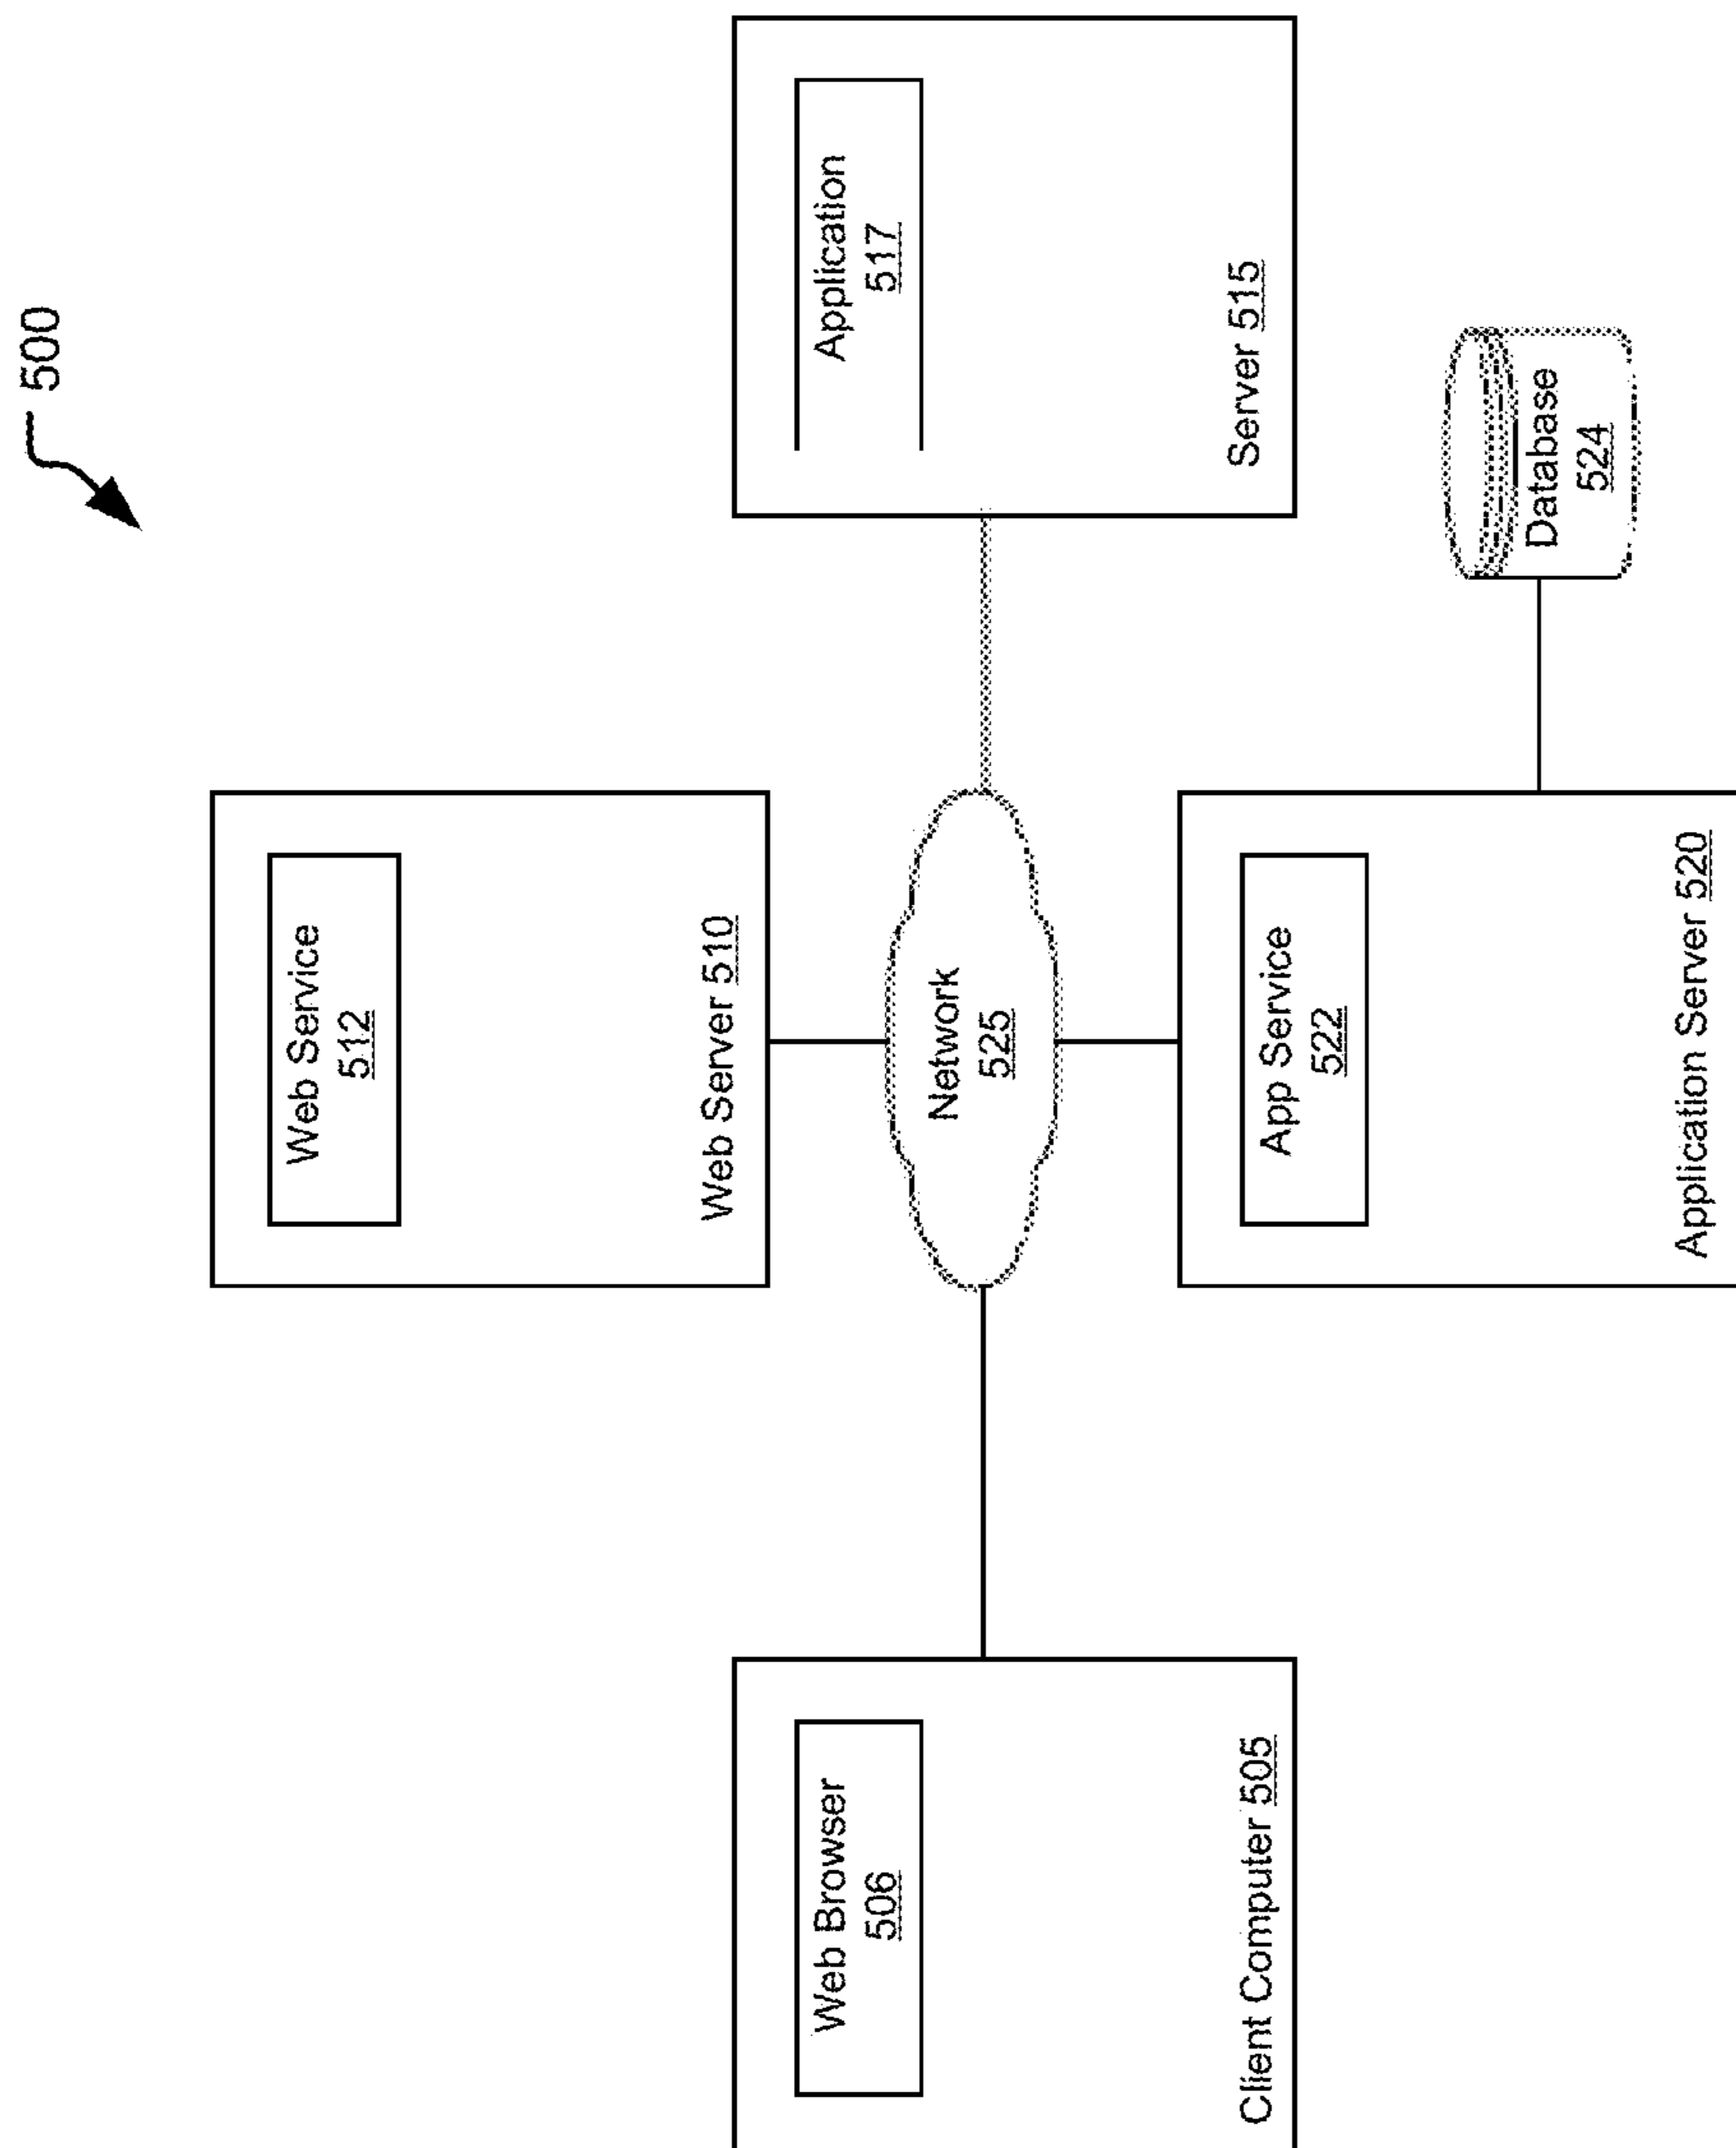 500
Web Service
512
Web Server 510
Web Browser
506
Client Computer 505
Network
525
Application
517
Server 515
App Service
522
Application Server 520
Database
524